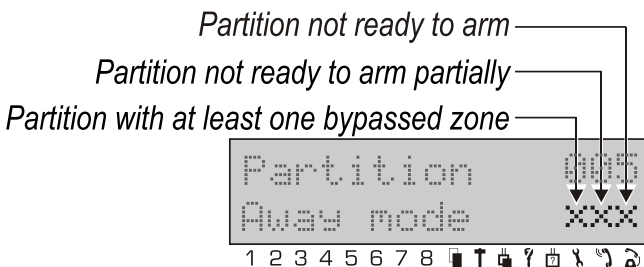 Partition not ready to arm
Partition not ready to arm partially
Partition with at least one bypassed zone
Partition 005
Away mode xxx
1 2 3 4 5 6 7 8